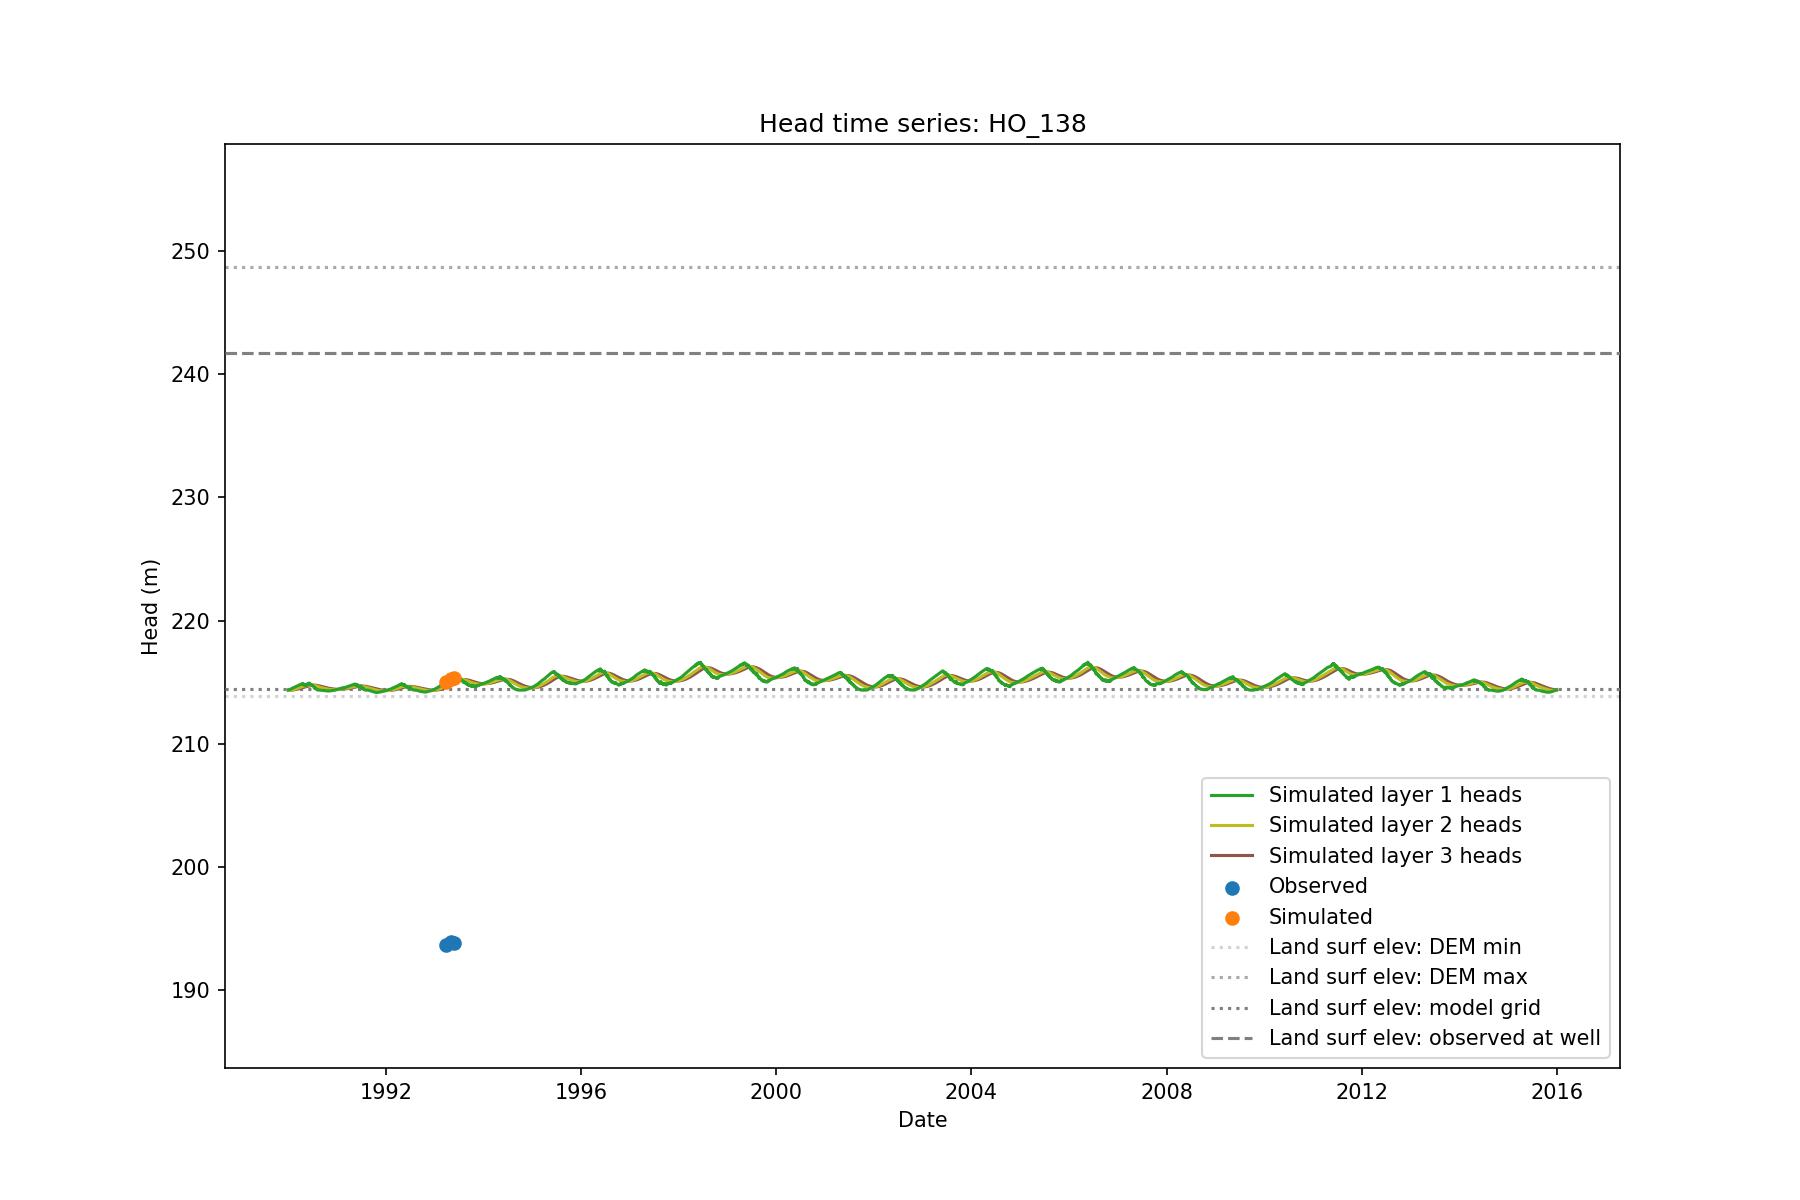 Head time series: HO_138
Head (m)
250
240
230
220
210
200
190
Simulated layer 1 heads
Simulated layer 2 heads
Simulated layer 3 heads
Observed
Simulated
Land surf elev: DEM min
Land surf elev: DEM max
Land surf elev: model grid
Land surf elev: observed at well
1992 1996 2000 2004 2008 2012 2016
Date